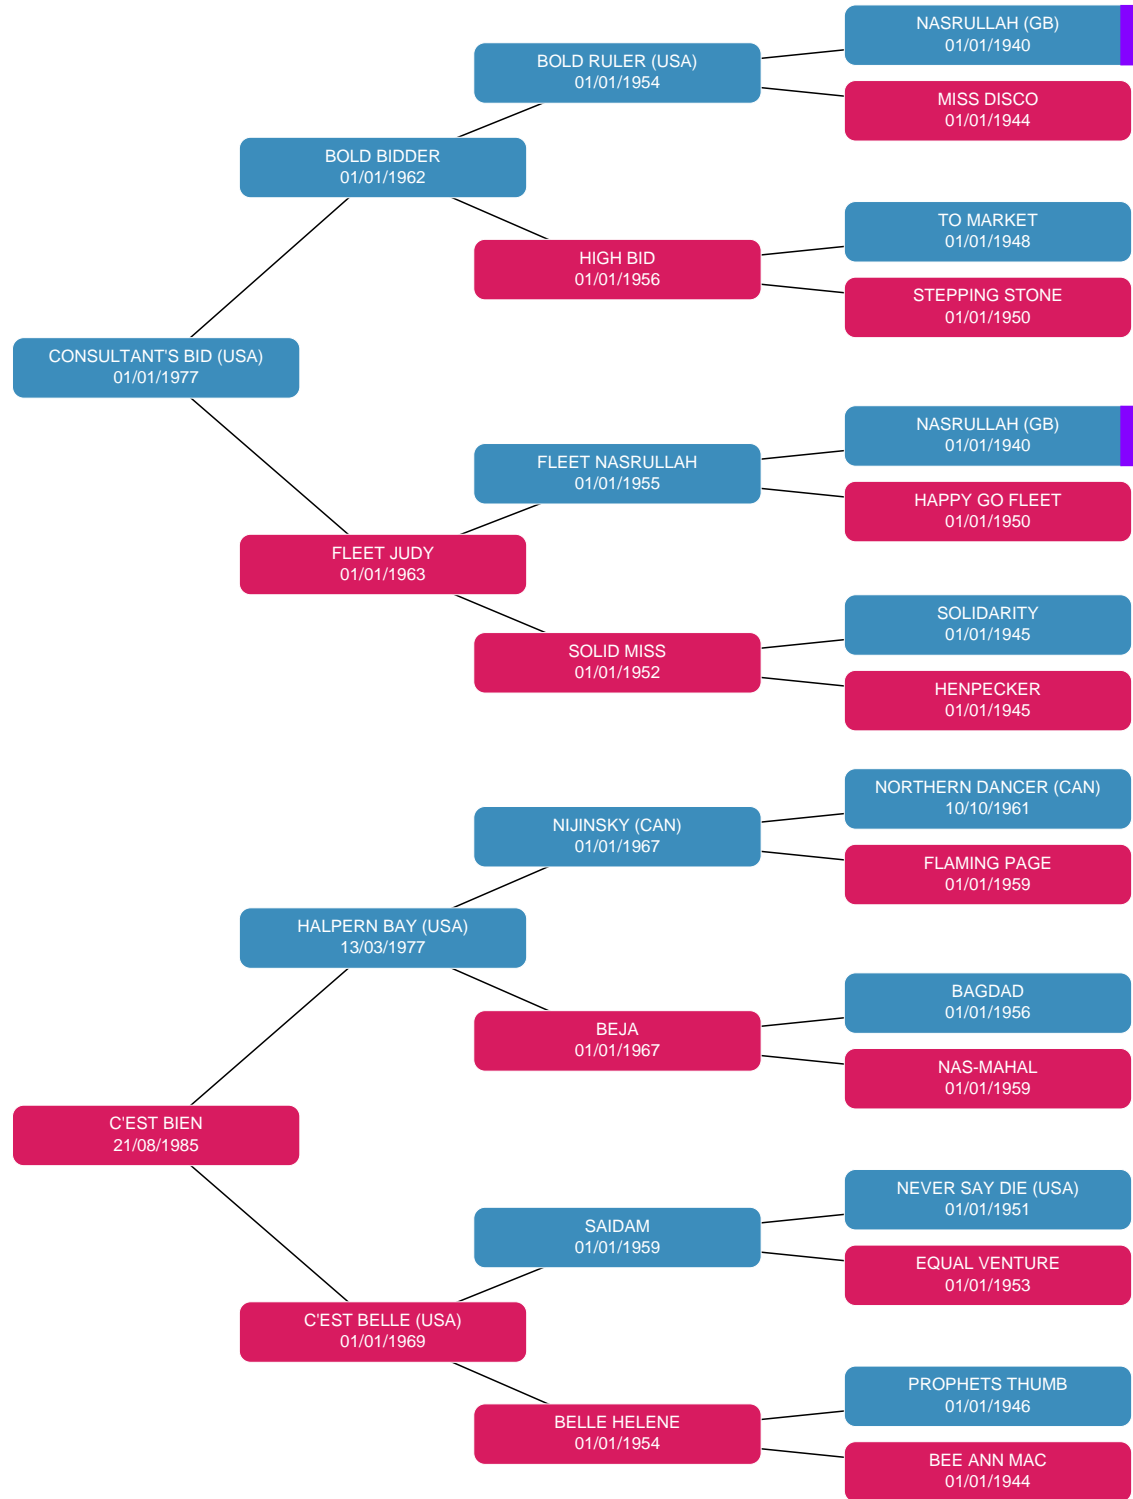 NASRULLAH (GB)
01/01/1940
BOLD RULER (USA)
01/01/1954
MISS DISCO
01/01/1944
BOLD BIDDER
01/01/1962
TO MARKET
01/01/1948
HIGH BID
01/01/1956
STEPPING STONE
01/01/1950
CONSULTANT'S BID (USA)
01/01/1977
NASRULLAH (GB)
01/01/1940
FLEET NASRULLAH
01/01/1955
HAPPY GO FLEET
01/01/1950
FLEET JUDY
01/01/1963
SOLIDARITY
01/01/1945
SOLID MISS
01/01/1952
HENPECKER
01/01/1945
NORTHERN DANCER (CAN)
10/10/1961
NIJINSKY (CAN)
01/01/1967
FLAMING PAGE
01/01/1959
HALPERN BAY (USA)
13/03/1977
BAGDAD
01/01/1956
BEJA
01/01/1967
NAS-MAHAL
01/01/1959
C'EST BIEN
21/08/1985
NEVER SAY DIE (USA)
01/01/1951
SAIDAM
01/01/1959
EQUAL VENTURE
01/01/1953
C'EST BELLE (USA)
01/01/1969
PROPHETS THUMB
01/01/1946
BELLE HELENE
01/01/1954
BEE ANN MAC
01/01/1944